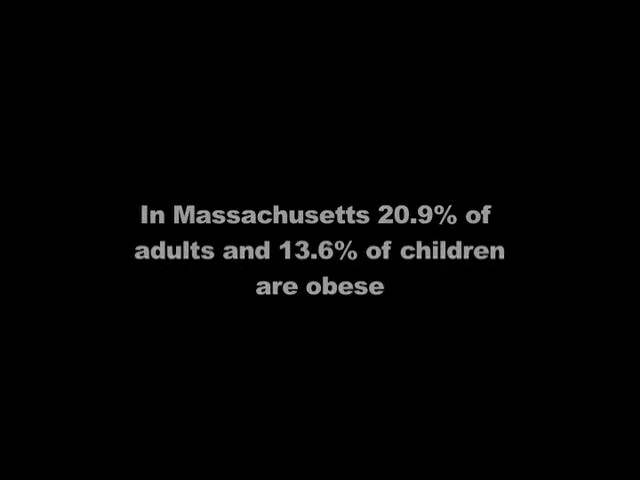 In Massachusetts 20.9% of
adults and 13.6% of children
are obese